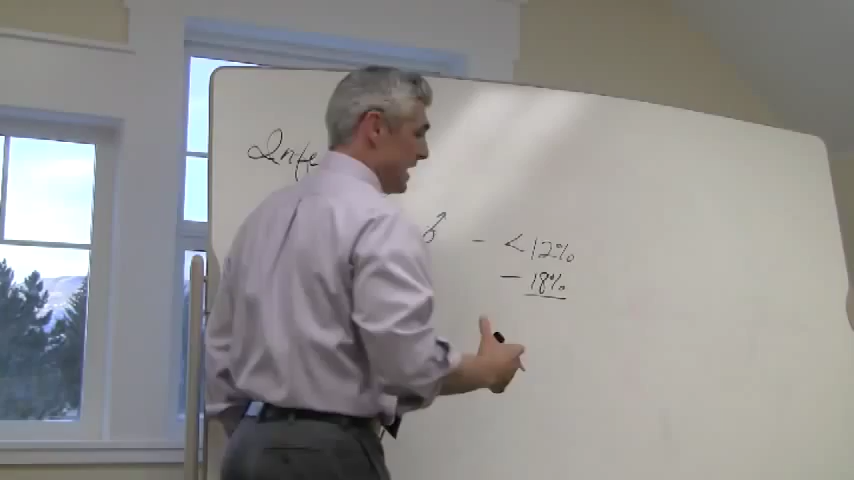 Infe
♂ - <12%
- 18%